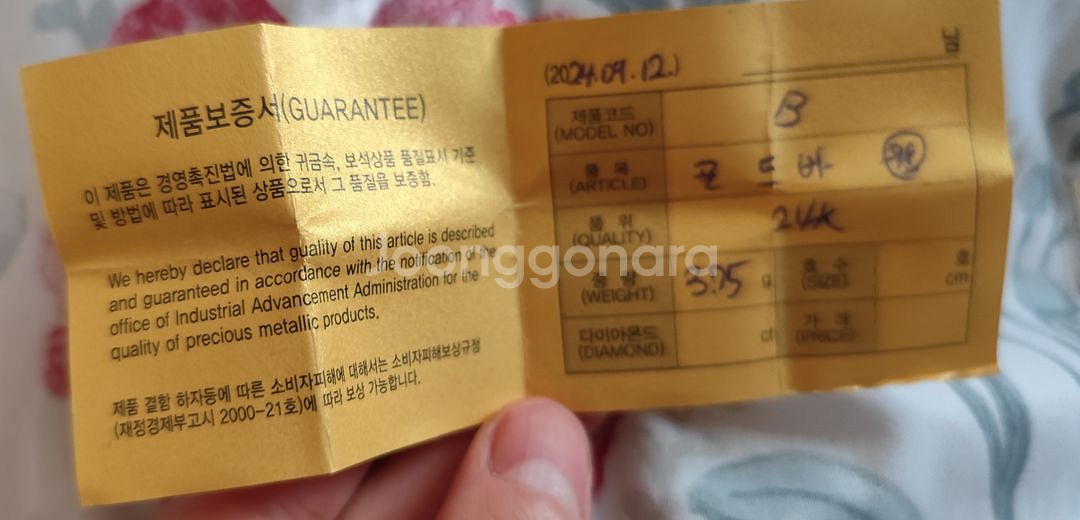 제품보증서(GUARANTEE)
이 제품은 경영촉진법에 의한 귀금속, 보석상품 품질표시 기준
및 방법에 따라 표시된 상품으로서 그 품질을 보증함.
We hereby declare that guality of this article is described
and guaranteed in accordance with the notification of the
office of Industrial Advancement Administration for the
quality of precious metallic products.
제품 결함 하자등에 따른 소비자피해에 대해서는 소비자피해보상규정
(재정경제부고시 2000-21호)에 따라 보상 가능합니다.
(2024.09.12.)
님
제품코드
(MODEL NO)
B
품 목
(ARTICLE)
골드바
품 위
(QUALITY)
24K
중 량
(WEIGHT)
g
호 수
(SIZE)
호
cm
다이아몬드
(DIAMOND)
ct
가 격
(PRICE)
Joonggonara